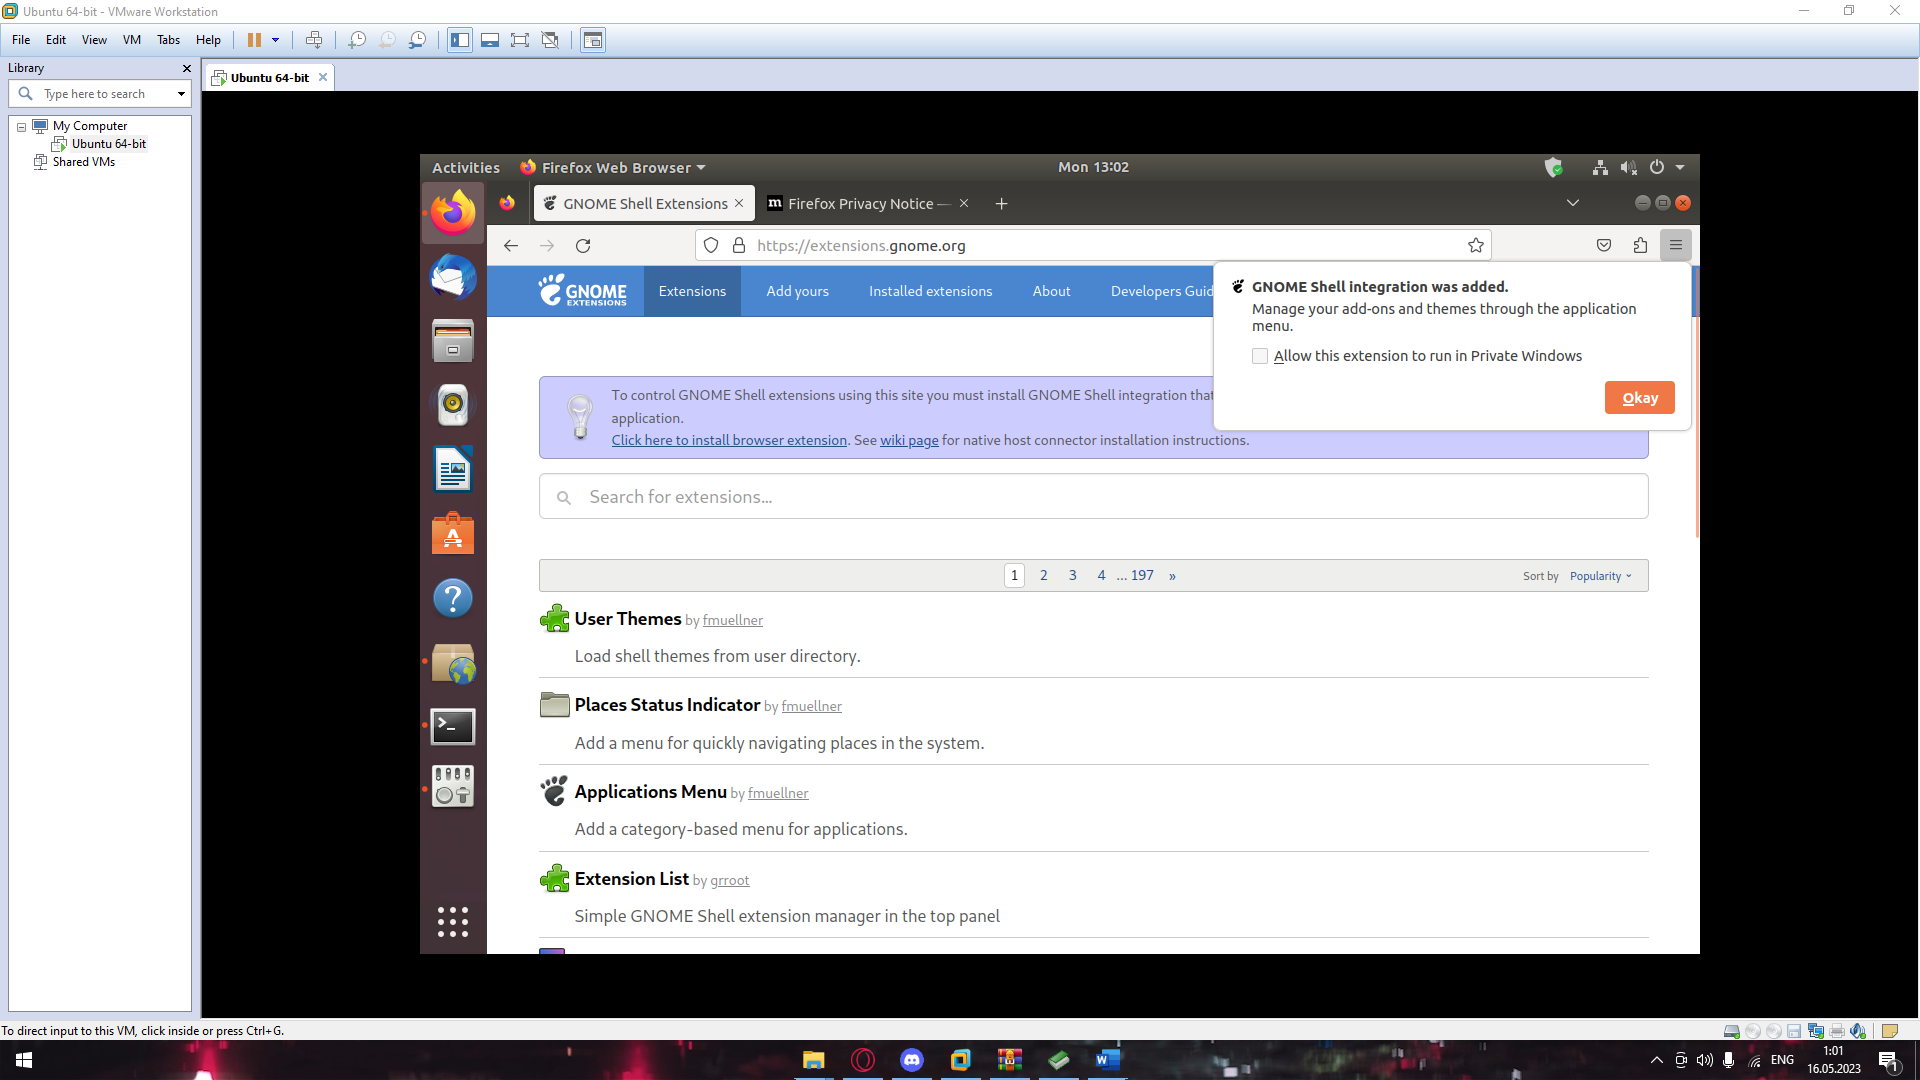 Ubuntu 64-bit - VMware Workstation
File Edit View VM Tabs Help
Library
Type here to search
My Computer
Ubuntu 64-bit
Shared VMs
Ubuntu 64-bit
Activities Firefox Web Browser Mon 13:02
GNOME Shell Extensions Firefox Privacy Notice —
https://extensions.gnome.org
GNOME EXTENSIONS Extensions Add yours Installed extensions About Developers Guid
GNOME Shell integration was added.
Manage your add-ons and themes through the application
menu.
Allow this extension to run in Private Windows
Okay
To control GNOME Shell extensions using this site you must install GNOME Shell integration that
application.
Click here to install browser extension. See wiki page for native host connector installation instructions.
Search for extensions...
1 2 3 4 ... 197 » Sort by Popularity
User Themes by fmuellner
Load shell themes from user directory.
Places Status Indicator by fmuellner
Add a menu for quickly navigating places in the system.
Applications Menu by fmuellner
Add a category-based menu for applications.
Extension List by grroot
Simple GNOME Shell extension manager in the top panel
To direct input to this VM, click inside or press Ctrl+G.
ENG
1:01
16.05.2023
1